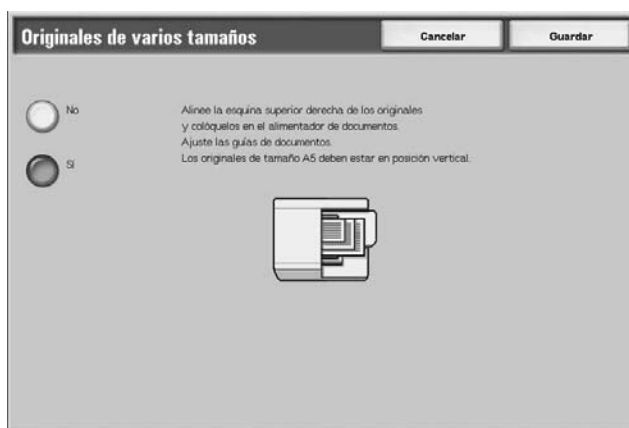 Originales de varios tamaños
Cancelar
Guardar
No
Alinee la esquina superior derecha de los originales
y colóquelos en el alimentador de documentos.
Ajuste las guías de documentos.
Sí
Los originales de tamaño A5 deben estar en posición vertical.